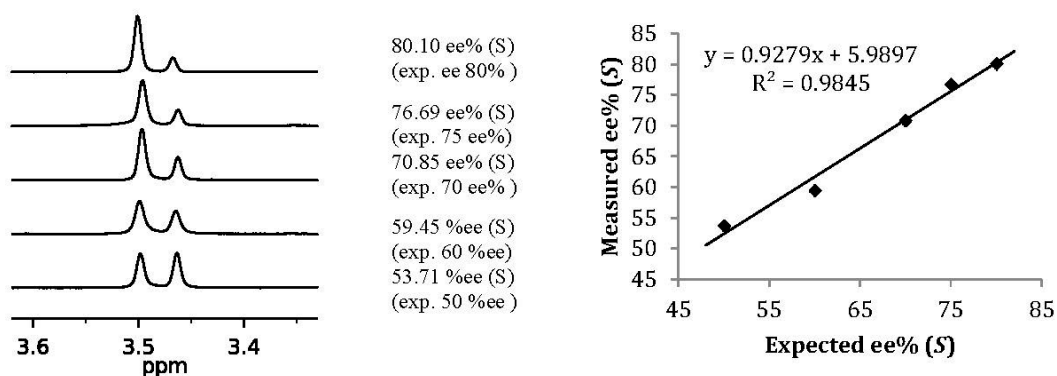 80.10 ee% (S)
(exp. ee 80% )
76.69 ee% (S)
(exp. 75 ee%)
70.85 ee% (S)
(exp. 70 ee% )
59.45 %ee (S)
(exp. 60 %ee)
53.71 %ee (S)
(exp. 50 %ee )
3.6 3.5 3.4
ppm
y = 0.9279x + 5.9897
R² = 0.9845
Measured ee% (S)
85
80
75
70
65
60
55
50
45
45 55 65 75 85
Expected ee% (S)